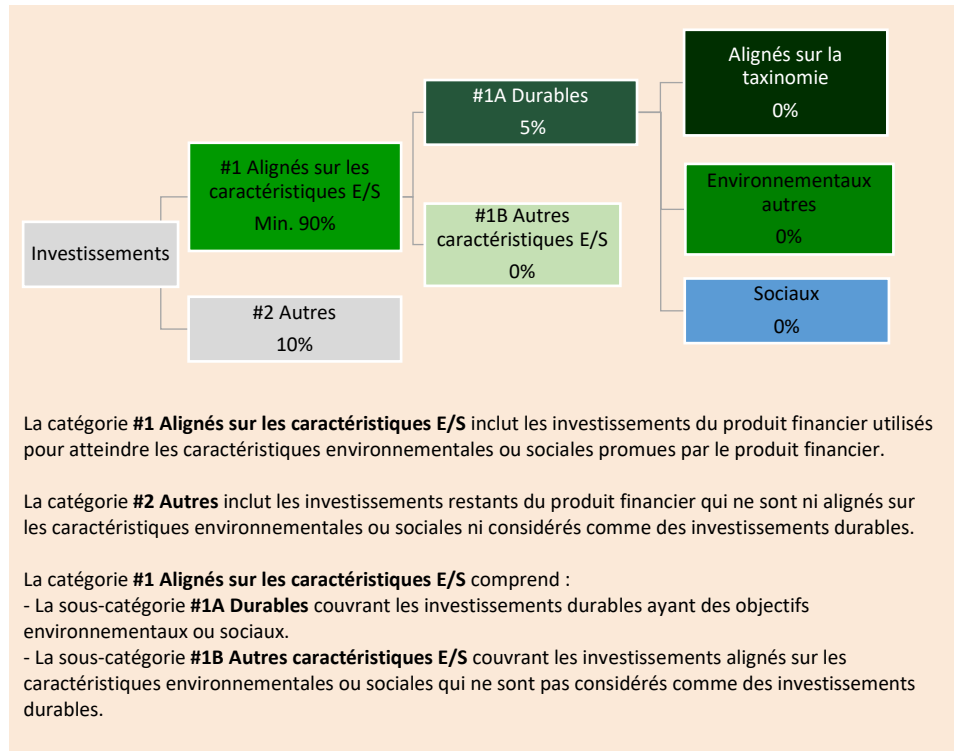 Investissements
#1 Alignés sur les
caractéristiques E/S
Min. 90%
#2 Autres
10%
#1A Durables
5%
#1B Autres
caractéristiques E/S
0%
Alignés sur la
taxinomie
0%
Environnementaux
autres
0%
Sociaux
0%
La catégorie #1 Alignés sur les caractéristiques E/S inclut les investissements du produit financier utilisés
pour atteindre les caractéristiques environnementales ou sociales promues par le produit financier.
La catégorie #2 Autres inclut les investissements restants du produit financier qui ne sont ni alignés sur
les caractéristiques environnementales ou sociales ni considérés comme des investissements durables.
La catégorie #1 Alignés sur les caractéristiques E/S comprend :
- La sous-catégorie #1A Durables couvrant les investissements durables ayant des objectifs
environnementaux ou sociaux.
- La sous-catégorie #1B Autres caractéristiques E/S couvrant les investissements alignés sur les
caractéristiques environnementales ou sociales qui ne sont pas considérés comme des investissements
durables.